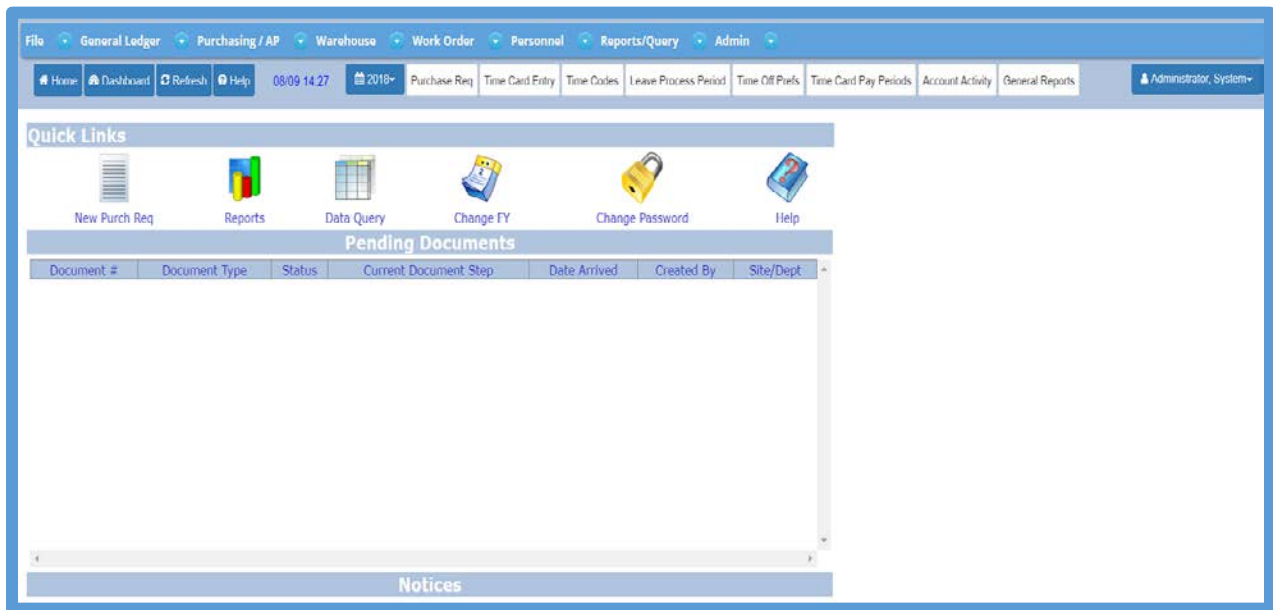 File General Ledger Purchasing / AP Warehouse Work Order Personnel Reports/Query Admin
Home Dashboard Refresh Help 08/09 14:27 2018 Purchase Req Time Card Entry Time Codes Leave Process Period Time Off Prefs Time Card Pay Periods Account Activity General Reports Administrator, System
Quick Links
New Purch Req Reports Data Query Change FY Change Password Help
Pending Documents
Document # Document Type Status Current Document Step Date Arrived Created By Site/Dept
Notices